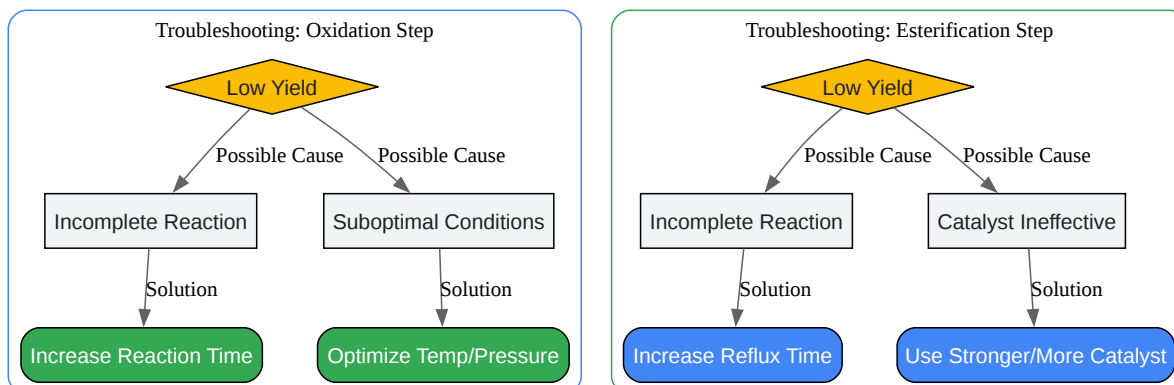 Troubleshooting: Oxidation Step
Low Yield
Possible Cause
Possible Cause
Incomplete Reaction
Suboptimal Conditions
Solution
Solution
Increase Reaction Time
Optimize Temp/Pressure
Troubleshooting: Esterification Step
Low Yield
Possible Cause
Possible Cause
Incomplete Reaction
Catalyst Ineffective
Solution
Solution
Increase Reflux Time
Use Stronger/More Catalyst